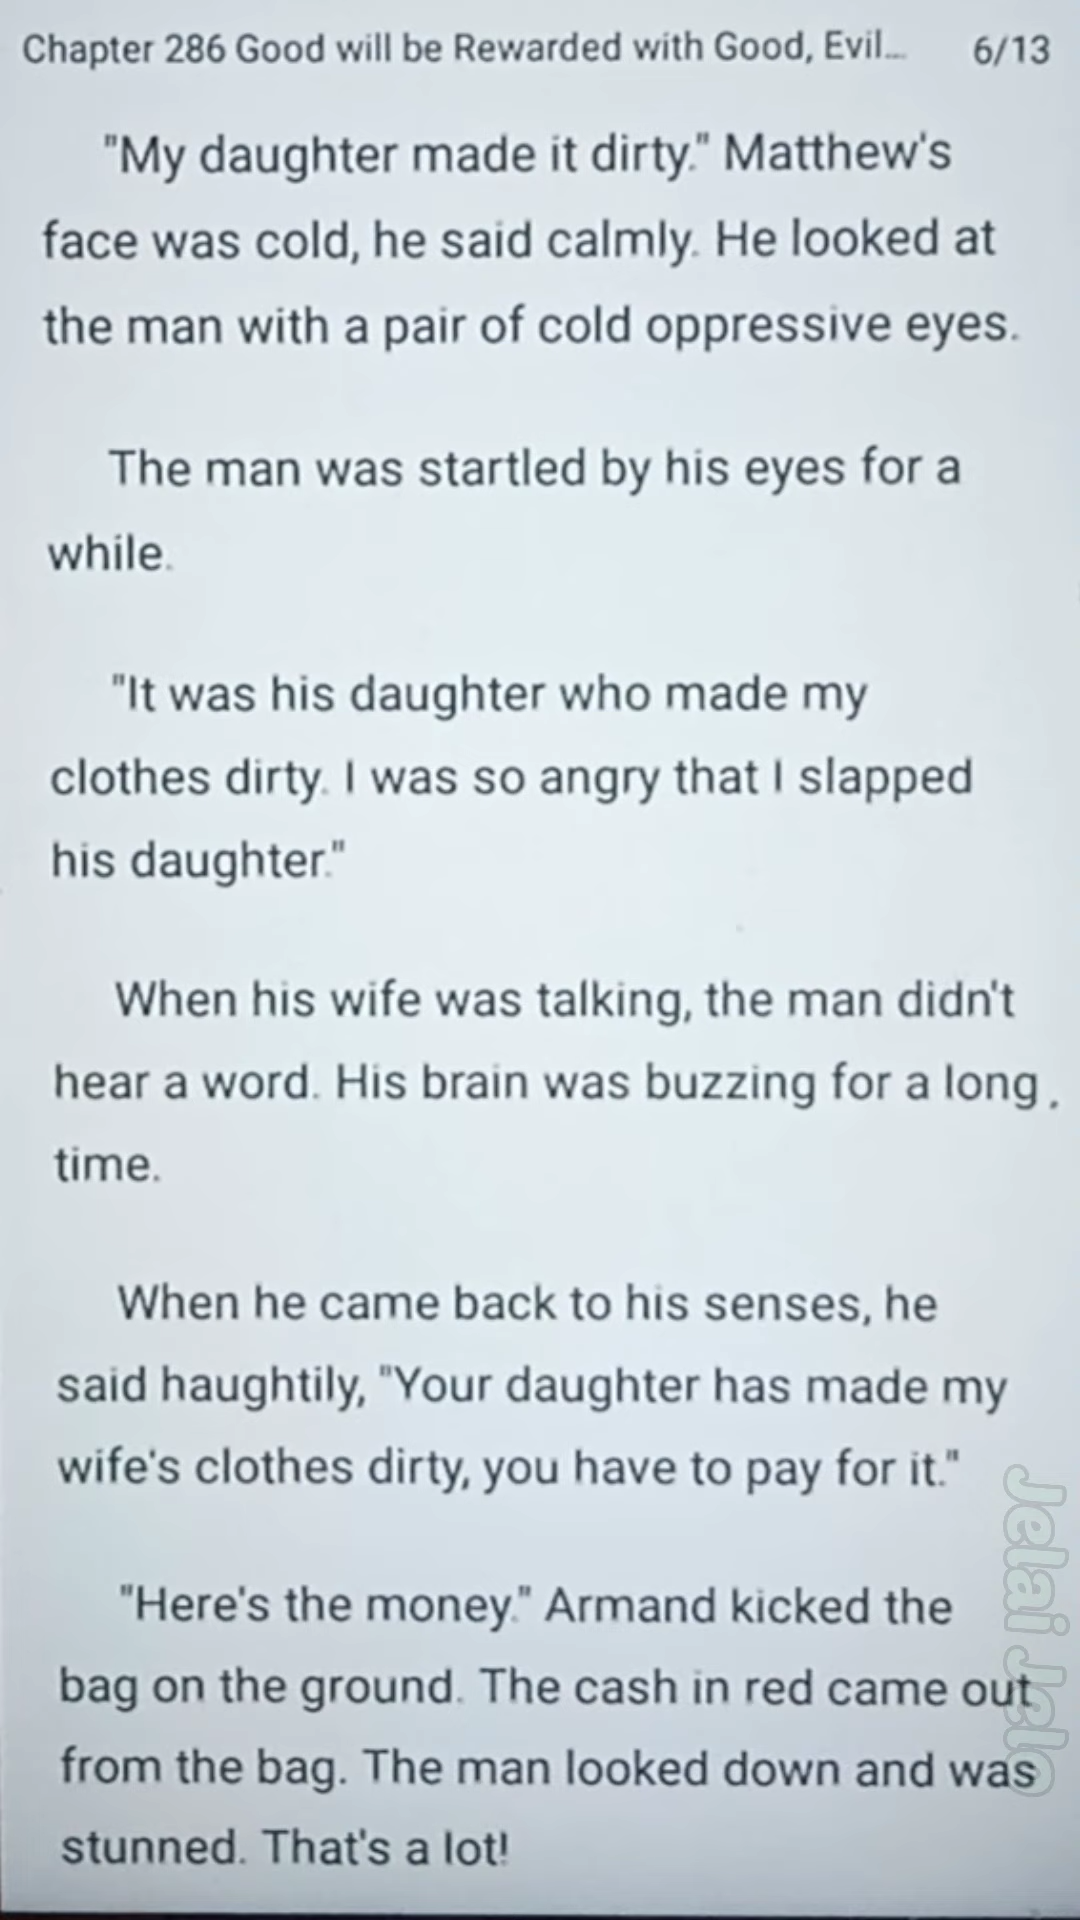 Chapter 286 Good will be Rewarded with Good, Evil... 6/13
"My daughter made it dirty." Matthew's
face was cold, he said calmly. He looked at
the man with a pair of cold oppressive eyes.
The man was startled by his eyes for a
while.
"It was his daughter who made my
clothes dirty. I was so angry that I slapped
his daughter."
When his wife was talking, the man didn't
hear a word. His brain was buzzing for a long
time.
When he came back to his senses, he
said haughtily, "Your daughter has made my
wife's clothes dirty, you have to pay for it."
"Here's the money." Armand kicked the
bag on the ground. The cash in red came out
from the bag. The man looked down and was
stunned. That's a lot!
Jelai Jelo